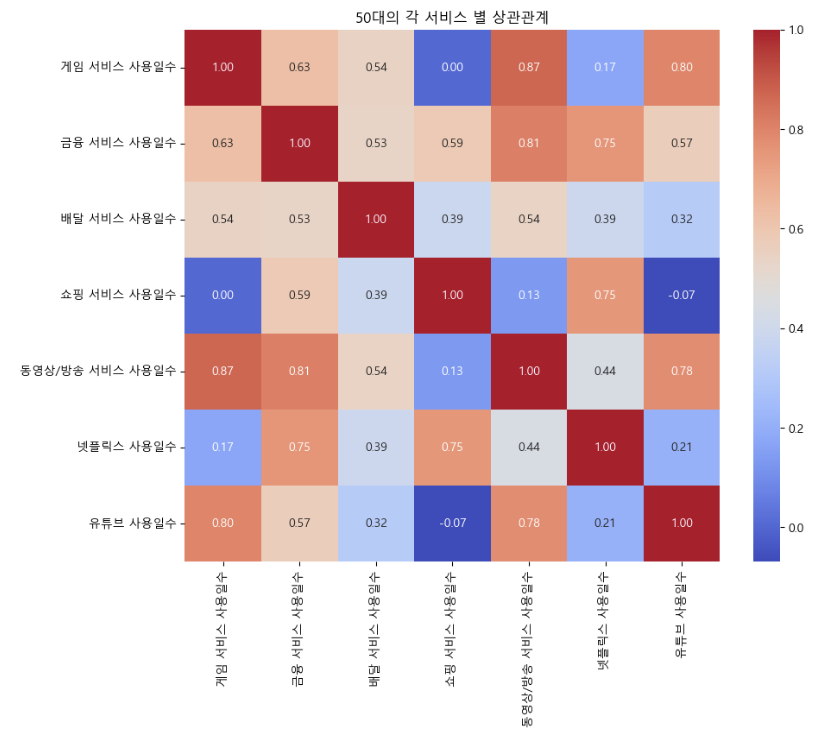 50대의 각 서비스 별 상관관계
게임 서비스 사용일수 1.00 0.63 0.54 0.00 0.87 0.17 0.80
금융 서비스 사용일수 0.63 1.00 0.53 0.59 0.81 0.75 0.57
배달 서비스 사용일수 0.54 0.53 1.00 0.39 0.54 0.39 0.32
쇼핑 서비스 사용일수 0.00 0.59 0.39 1.00 0.13 0.75 -0.07
동영상/방송 서비스 사용일수 0.87 0.81 0.54 0.13 1.00 0.44 0.78
넷플릭스 사용일수 0.17 0.75 0.39 0.75 0.44 1.00 0.21
유튜브 사용일수 0.80 0.57 0.32 -0.07 0.78 0.21 1.00
게임 서비스 사용일수
금융 서비스 사용일수
배달 서비스 사용일수
쇼핑 서비스 사용일수
동영상/방송 서비스 사용일수
넷플릭스 사용일수
유튜브 사용일수
1.0
0.8
0.6
0.4
0.2
0.0